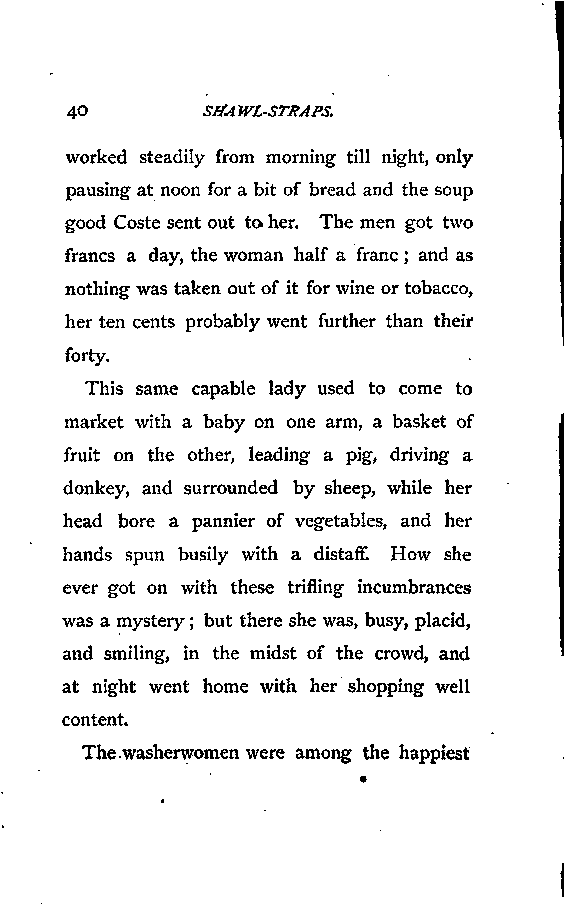 40 SHAWL-STRAPS.
worked steadily from morning till night, only
pausing at noon for a bit of bread and the soup
good Coste sent out to her. The men got two
francs a day, the woman half a franc; and as
nothing was taken out of it for wine or tobacco,
her ten cents probably went further than their
forty.
This same capable lady used to come to
market with a baby on one arm, a basket of
fruit on the other, leading a pig, driving a
donkey, and surrounded by sheep, while her
head bore a pannier of vegetables, and her
hands spun busily with a distaff. How she
ever got on with these trifling incumbrances
was a mystery; but there she was, busy, placid,
and smiling, in the midst of the crowd, and
at night went home with her shopping well
content.
The washerwomen were among the happiest